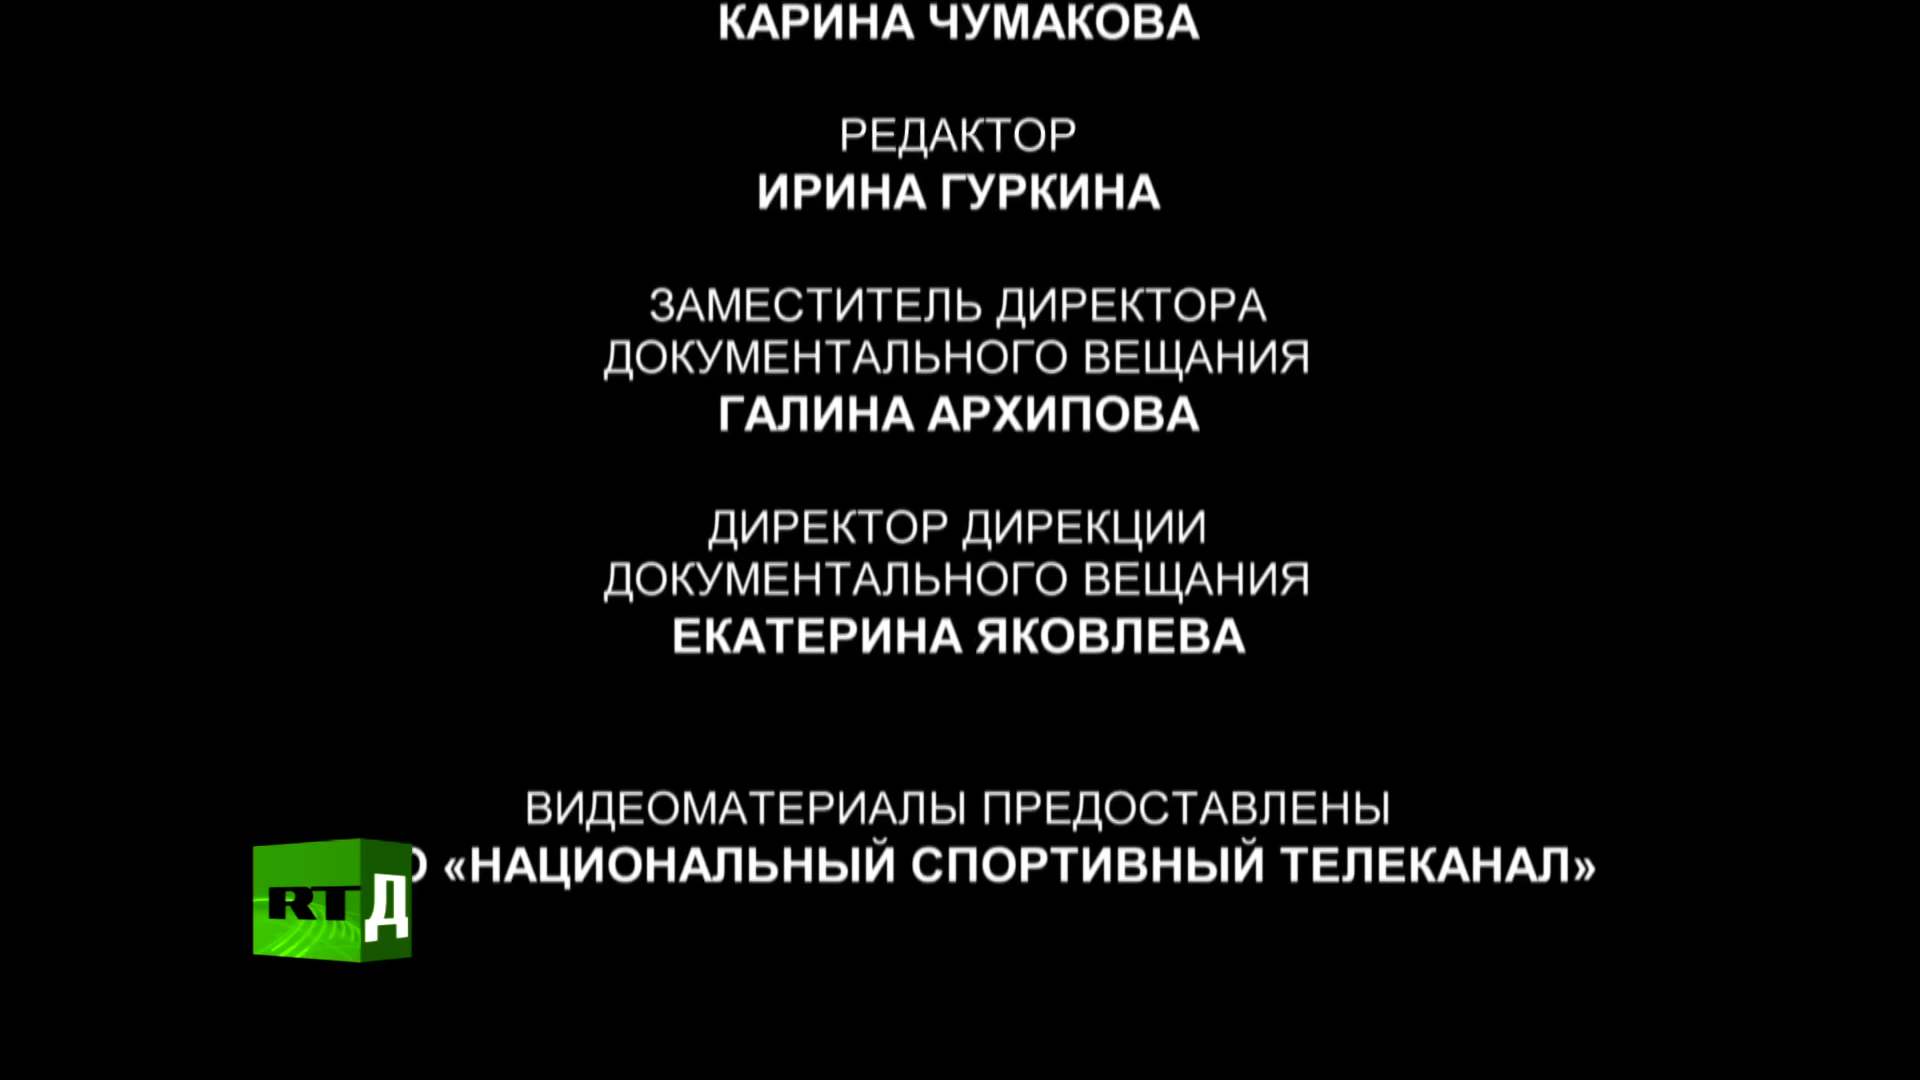 КАРИНА ЧУМАКОВА
РЕДАКТОР
ИРИНА ГУРКИНА
ЗАМЕСТИТЕЛЬ ДИРЕКТОРА
ДОКУМЕНТАЛЬНОГО ВЕЩАНИЯ
ГАЛИНА АРХИПОВА
ДИРЕКТОР ДИРЕКЦИИ
ДОКУМЕНТАЛЬНОГО ВЕЩАНИЯ
ЕКАТЕРИНА ЯКОВЛЕВА
ВИДЕОМАТЕРИАЛЫ ПРЕДОСТАВЛЕНЫ
«НАЦИОНАЛЬНЫЙ СПОРТИВНЫЙ ТЕЛЕКАНАЛ»
RTД